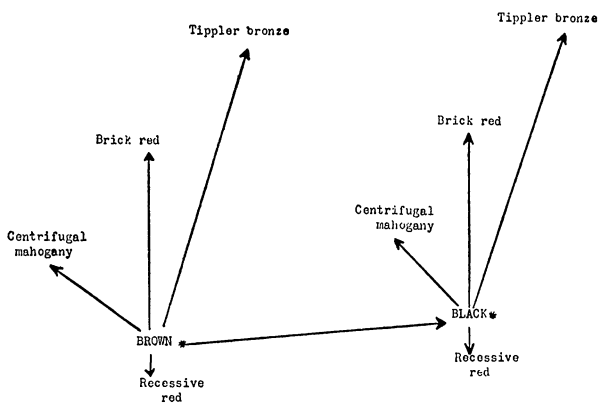 Tippler bronze
Tippler bronze
Brick red
Brick red
Centrifugal
mahogany
Centrifugal
mahogany
BLACK*
BROWN *
Recessive
red
Recessive
red